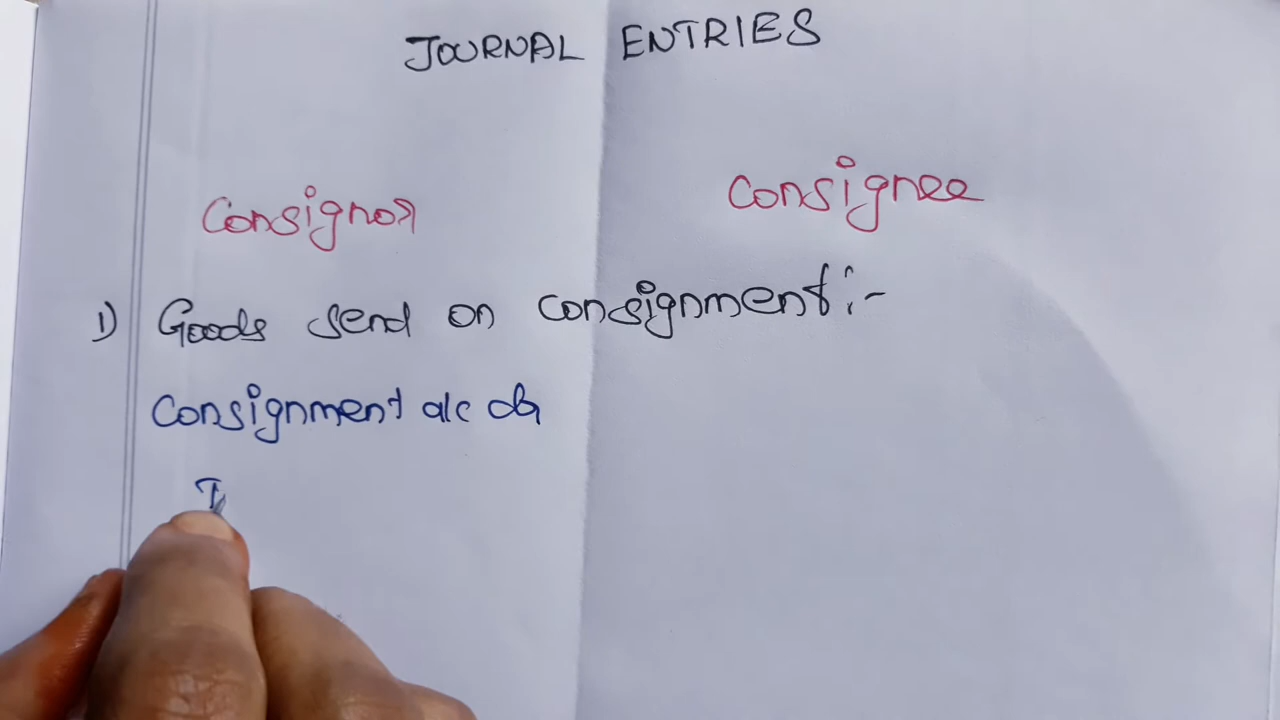 JOURNAL ENTRIES
Consignor Consignee
1) Goods send on consignment :-
Consignment a/c dr
T